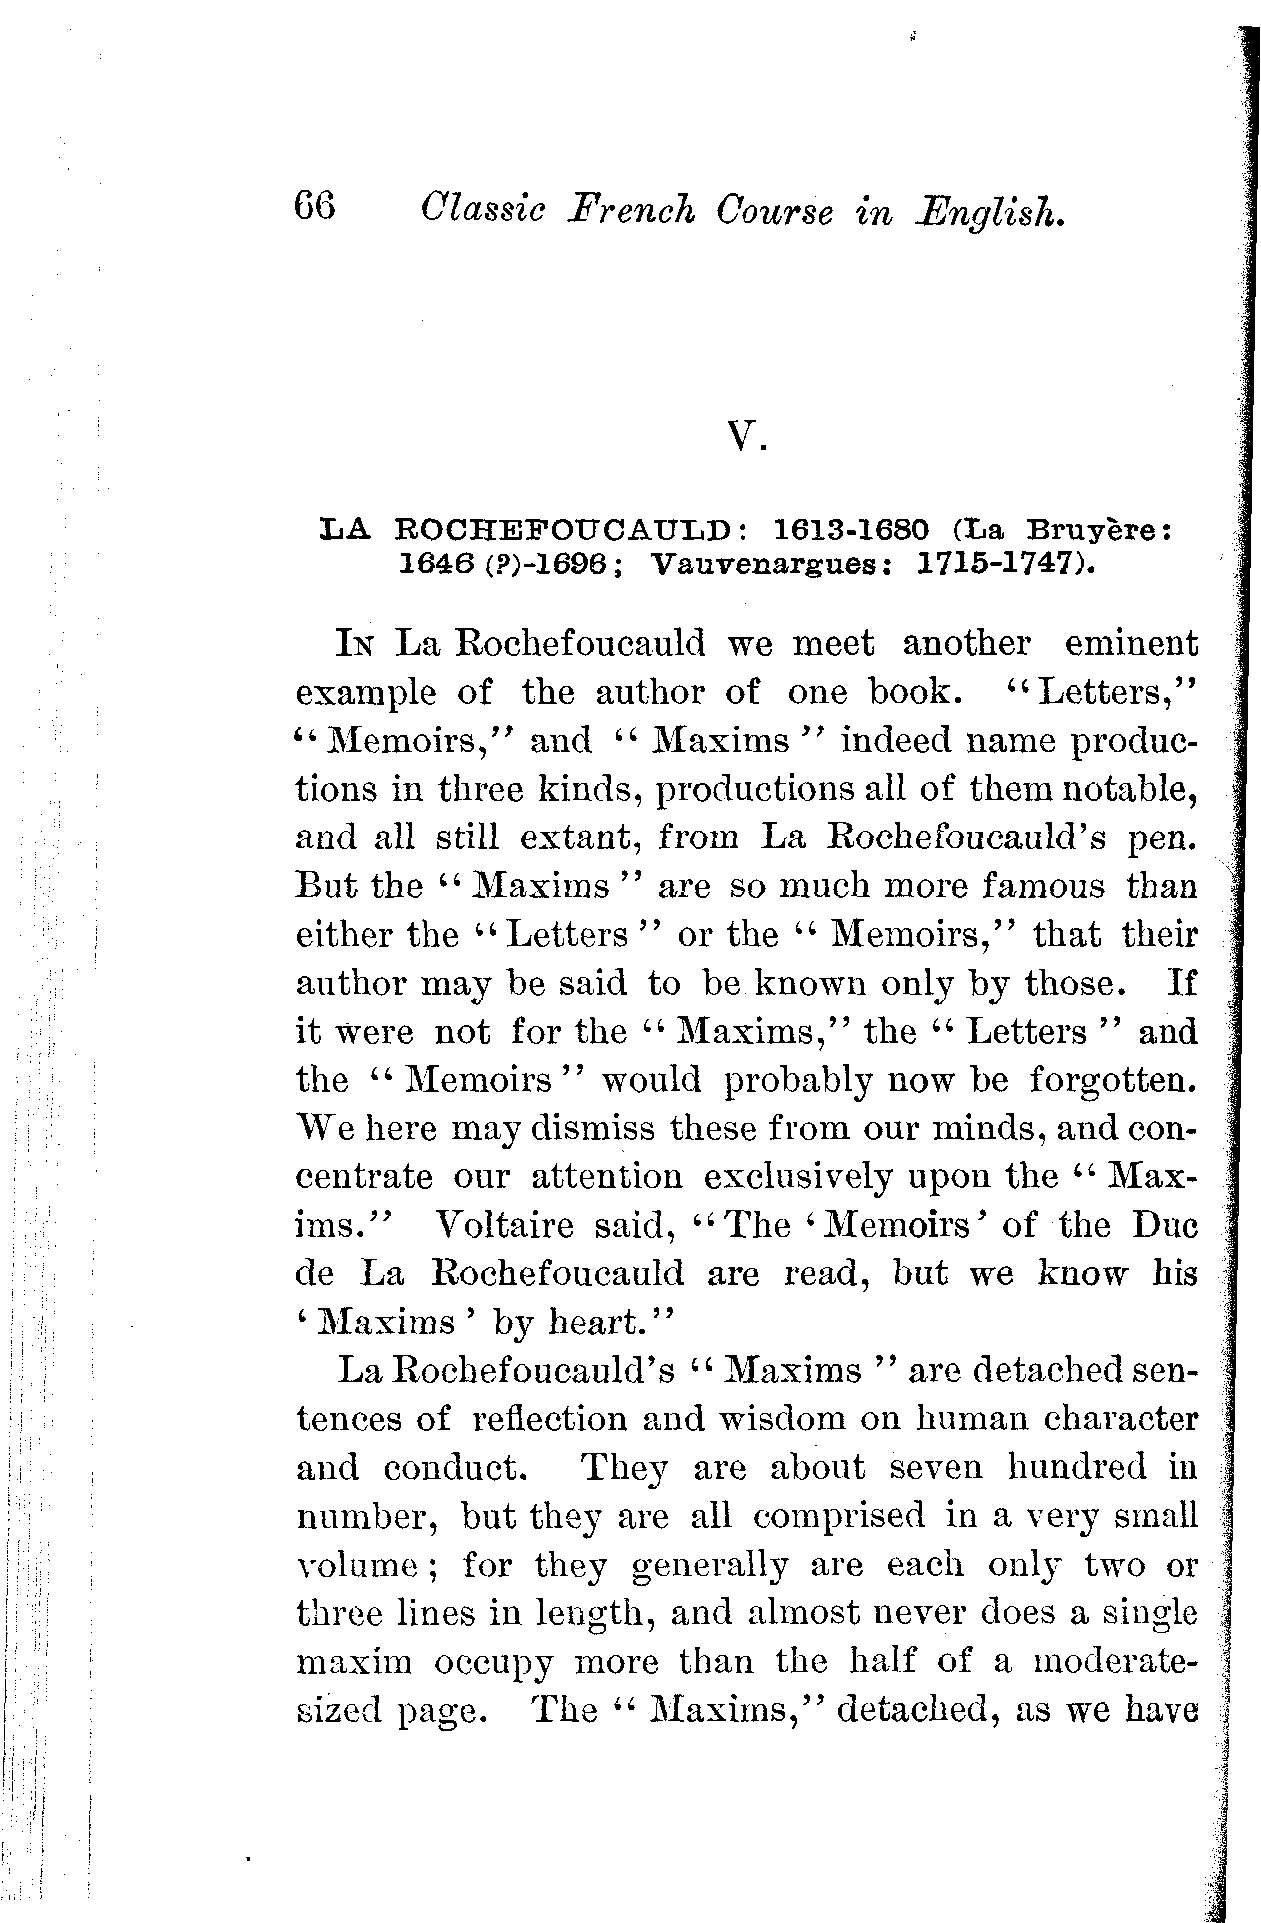 66 Classic French Course in English.
V.
LA ROCHEFOUCAULD: 1613-1680 (La Bruyère:
1646 (?)-1696; Vauvenargues: 1715-1747).
IN La Rochefoucauld we meet another eminent
example of the author of one book. “Letters,”
“Memoirs,” and “Maxims” indeed name produc-
tions in three kinds, productions all of them notable,
and all still extant, from La Rochefoucauld’s pen.
But the “Maxims” are so much more famous than
either the “Letters” or the “Memoirs,” that their
author may be said to be known only by those. If
it were not for the “Maxims,” the “Letters” and
the “Memoirs” would probably now be forgotten.
We here may dismiss these from our minds, and con-
centrate our attention exclusively upon the “Max-
ims.” Voltaire said, “The ‘Memoirs’ of the Duc
de La Rochefoucauld are read, but we know his
‘Maxims’ by heart.”
La Rochefoucauld’s “Maxims” are detached sen-
tences of reflection and wisdom on human character
and conduct. They are about seven hundred in
number, but they are all comprised in a very small
volume; for they generally are each only two or
three lines in length, and almost never does a single
maxim occupy more than the half of a moderate-
sized page. The “Maxims,” detached, as we have